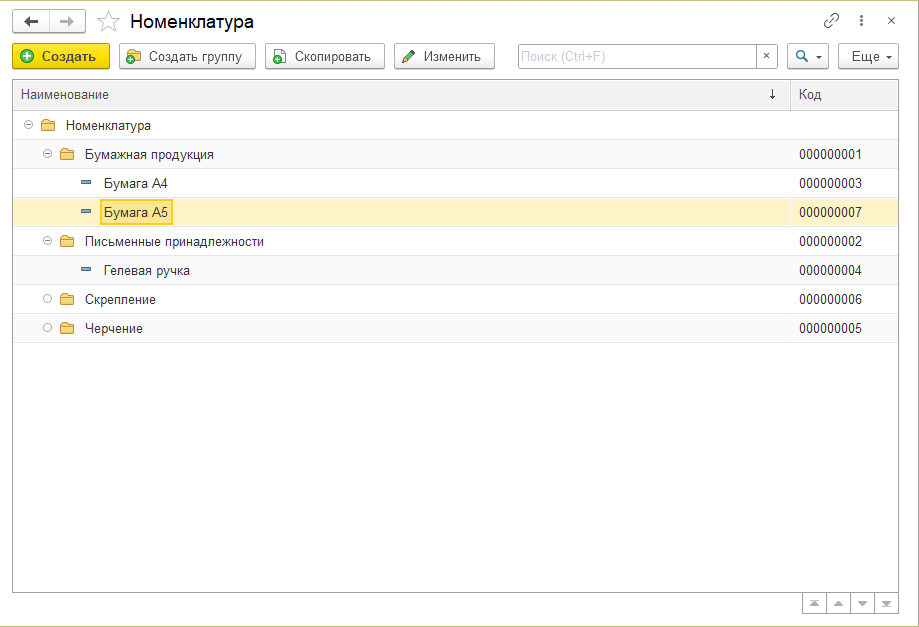 Номенклатура
Создать Создать группу Скопировать Изменить Поиск (Ctrl+F) × Еще
Наименование ↓ Код
Номенклатура
Бумажная продукция 000000001
Бумага А4 000000003
Бумага А5 000000007
Письменные принадлежности 000000002
Гелевая ручка 000000004
Скрепление 000000006
Черчение 000000005